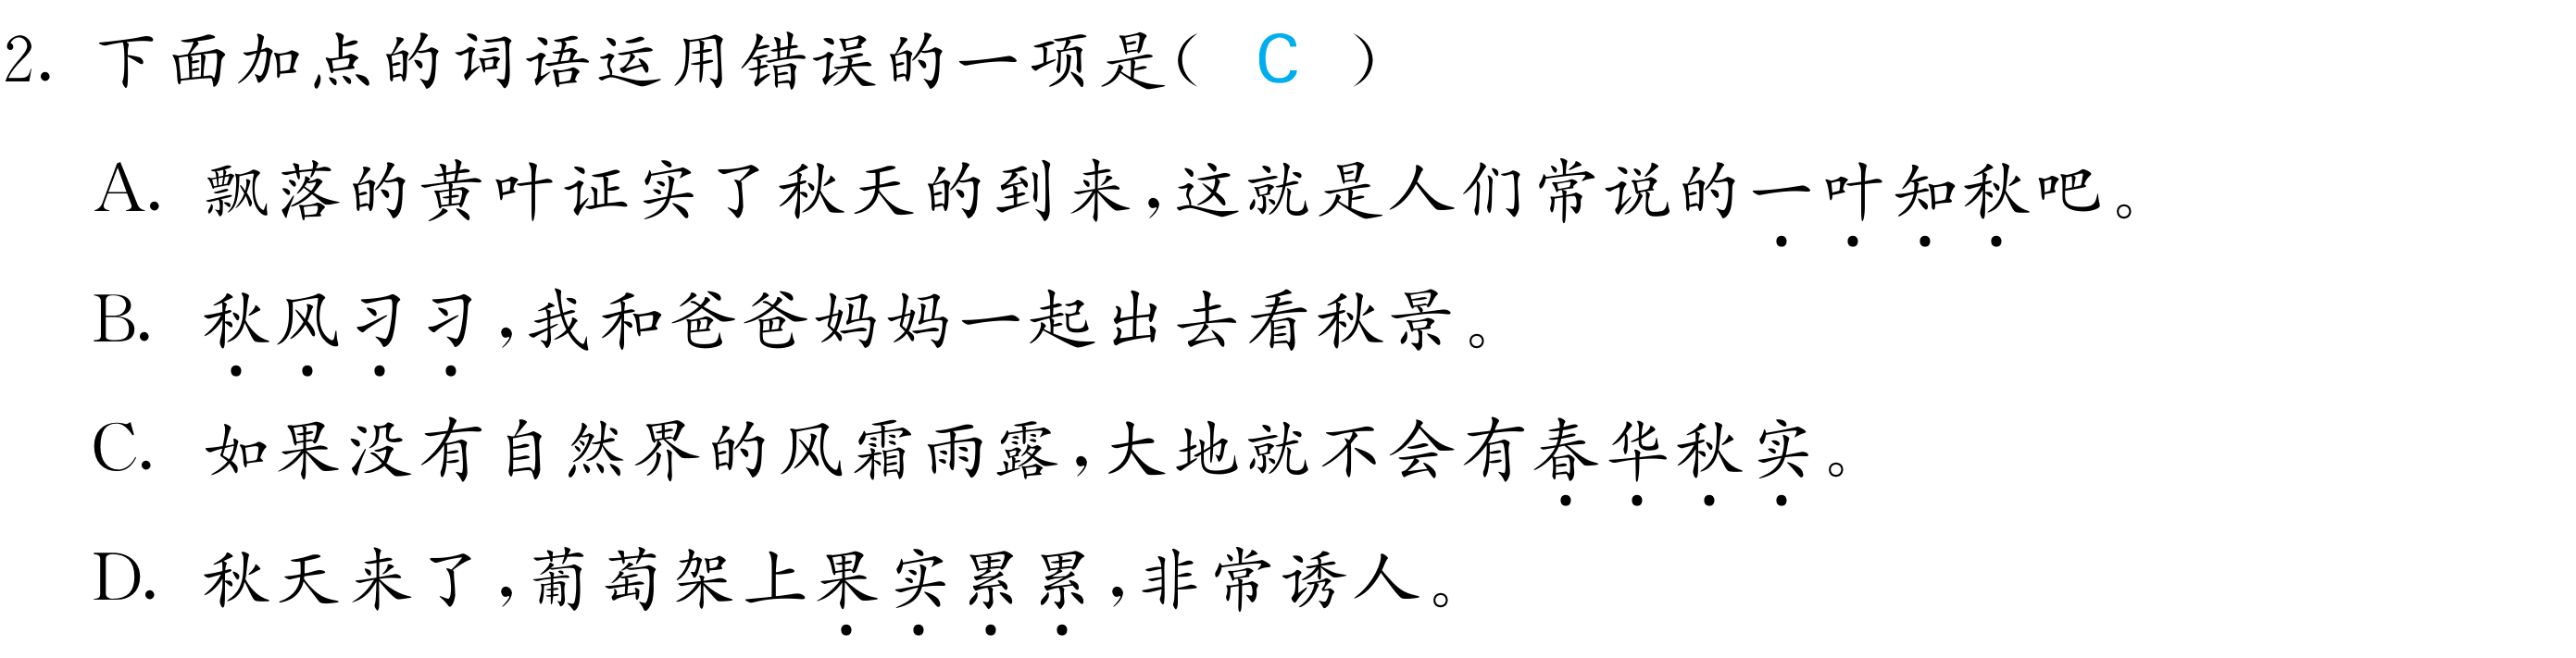 2. 下面加点的词语运用错误的一项是( C )
A. 飘落的黄叶证实了秋天的到来,这就是人们常说的一叶知秋吧。
B. 秋风习习,我和爸爸妈妈一起出去看秋景。
C. 如果没有自然界的风霜雨露,大地就不会有春华秋实。
D. 秋天来了,葡萄架上果实累累,非常诱人。